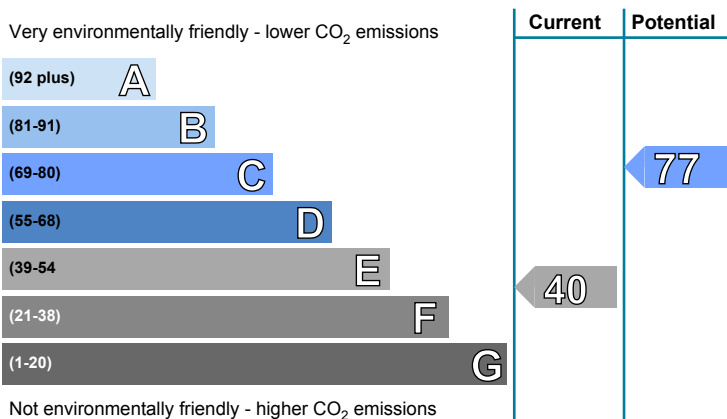 Current Potential
Very environmentally friendly - lower CO2 emissions
(92 plus) A
(81-91) B
(69-80) C
77
(55-68) D
(39-54 E
40
(21-38) F
(1-20) G
Not environmentally friendly - higher CO2 emissions